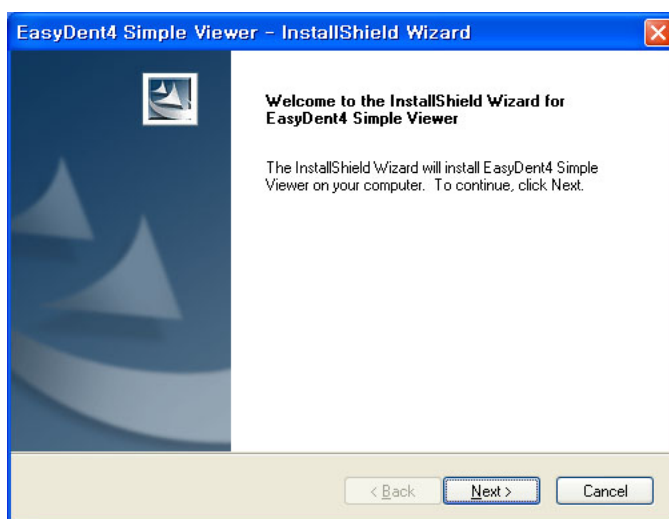 EasyDent4 Simple Viewer - InstallShield Wizard
Welcome to the InstallShield Wizard for
EasyDent4 Simple Viewer
The InstallShield Wizard will install EasyDent4 Simple
Viewer on your computer. To continue, click Next.
< Back Next > Cancel